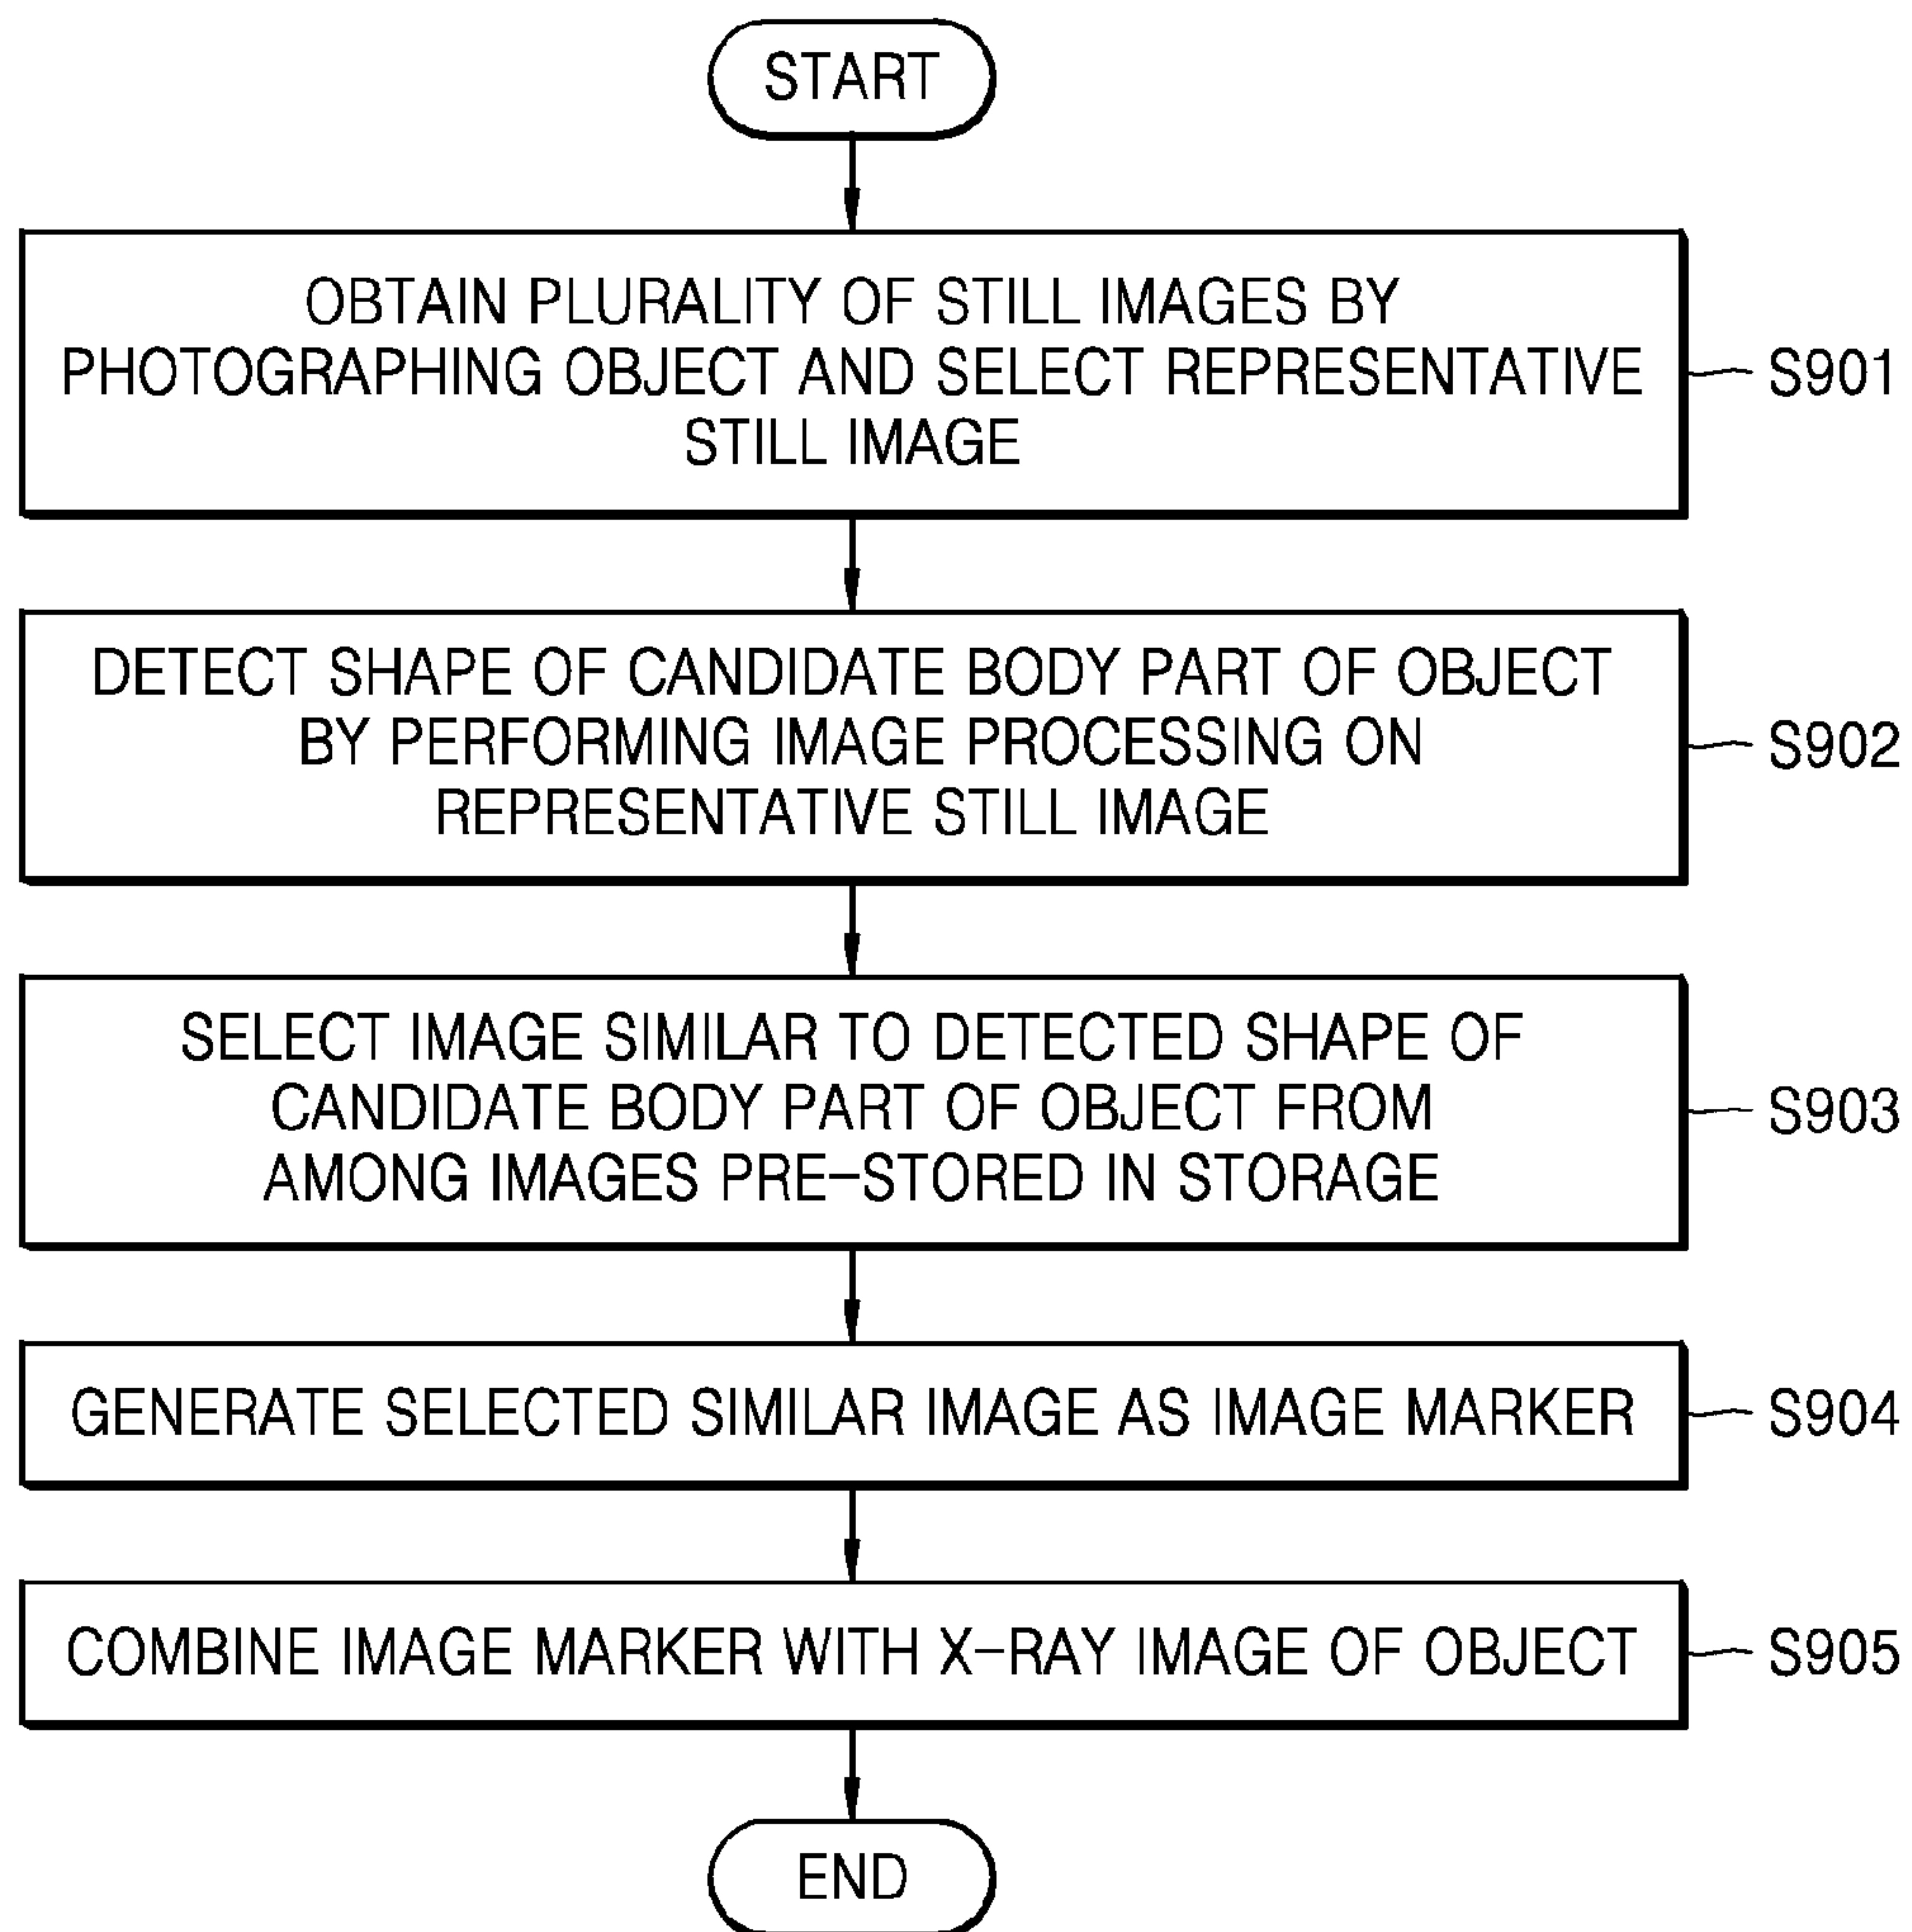 START
OBTAIN PLURALITY OF STILL IMAGES BY
PHOTOGRAPHING OBJECT AND SELECT REPRESENTATIVE
STILL IMAGE
S901
DETECT SHAPE OF CANDIDATE BODY PART OF OBJECT
BY PERFORMING IMAGE PROCESSING ON
REPRESENTATIVE STILL IMAGE
S902
SELECT IMAGE SIMILAR TO DETECTED SHAPE OF
CANDIDATE BODY PART OF OBJECT FROM
AMONG IMAGES PRE-STORED IN STORAGE
S903
GENERATE SELECTED SIMILAR IMAGE AS IMAGE MARKER
S904
COMBINE IMAGE MARKER WITH X-RAY IMAGE OF OBJECT
S905
END